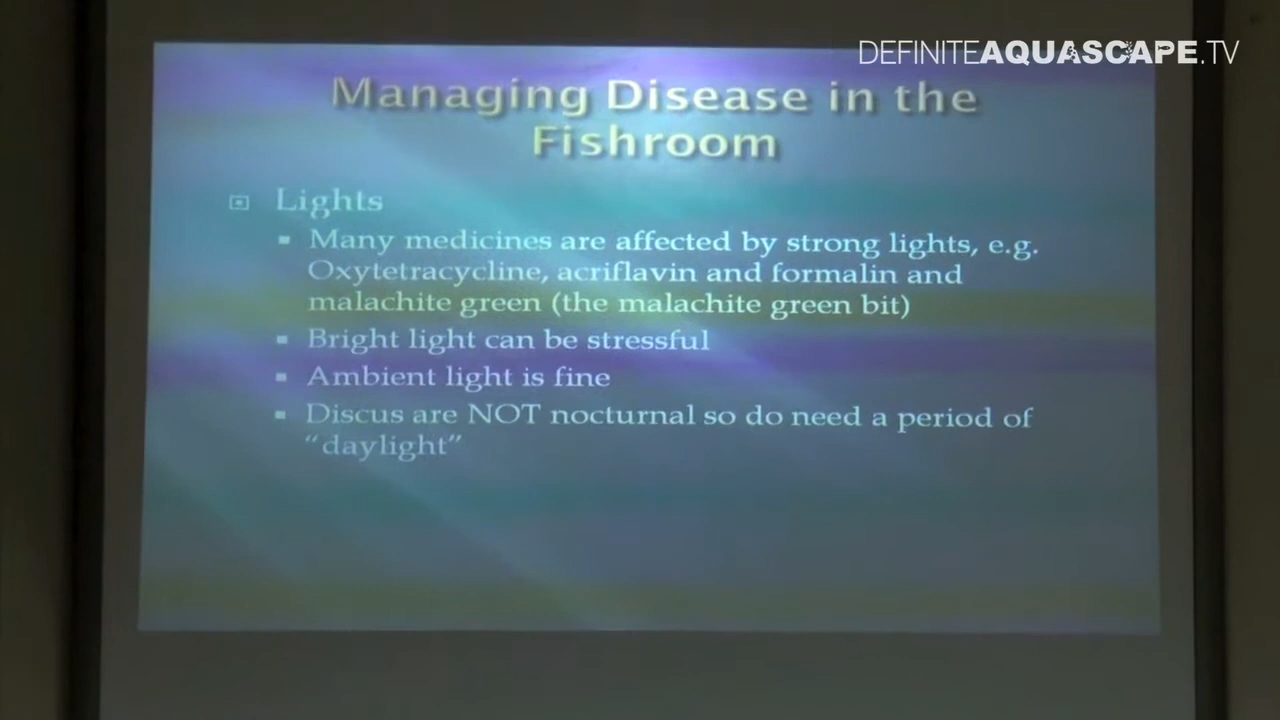 DEFINITEAQUASCAPE.TV
Managing Disease in the
Fishroom
Lights
Many medicines are affected by strong lights, e.g.
Oxytetracycline, acriflavin and formalin and
malachite green (the malachite green bit)
Bright light can be stressful
Ambient light is fine
Discus are NOT nocturnal so do need a period of
“daylight”